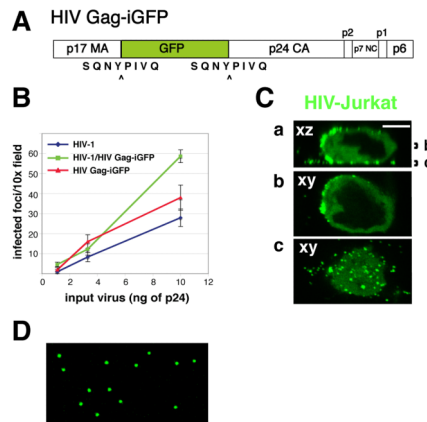 A HIV Gag-iGFP
p2 p1
p17 MA GFP p24 CA p7 NC p6
SQNYPIVQ SQNYPIVQ
^ ^
B
HIV-1
HIV-1/HIV Gag-iGFP
HIV Gag-iGFP
infected foci/10x field
60
50
40
30
20
10
0
0 2 4 6 8 10 12
input virus (ng of p24)
C
HIV-Jurkat
a xz
b
c
b xy
c xy
D